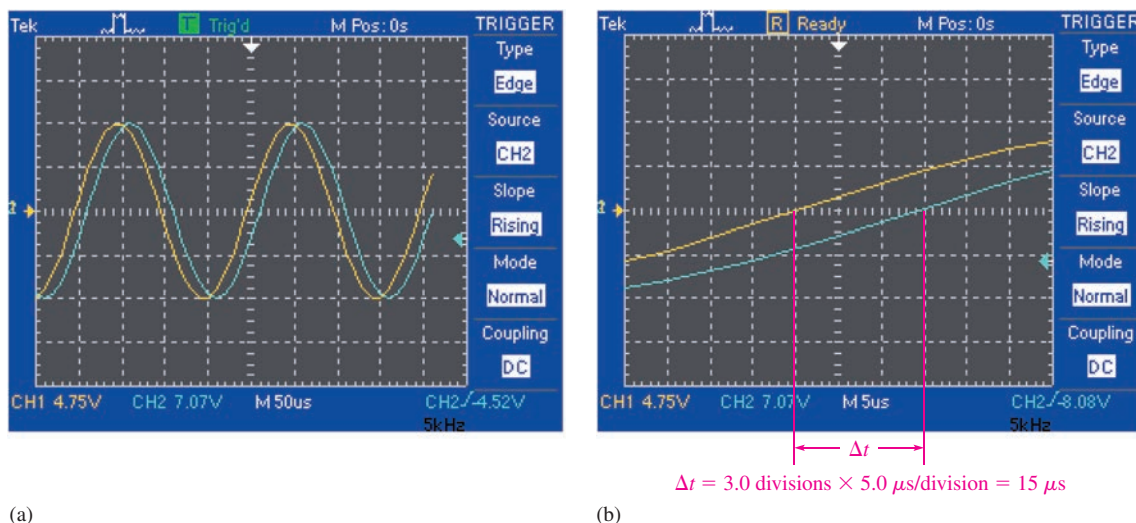 Tek
T Trig'd
M Pos: 0s
TRIGGER
Type
Edge
Source
CH2
Slope
Rising
Mode
Normal
Coupling
DC
CH1 4.75V
CH2 7.07V
M 50us
CH2/-4.52V
5kHz
(a)
Tek
R Ready
M Pos: 0s
TRIGGER
Type
Edge
Source
CH2
Slope
Rising
Mode
Normal
Coupling
DC
CH1 4.75V
CH2 7.07V
M 5us
CH2/-8.08V
5kHz
Δt
Δt = 3.0 divisions × 5.0 μs/division = 15 μs
(b)